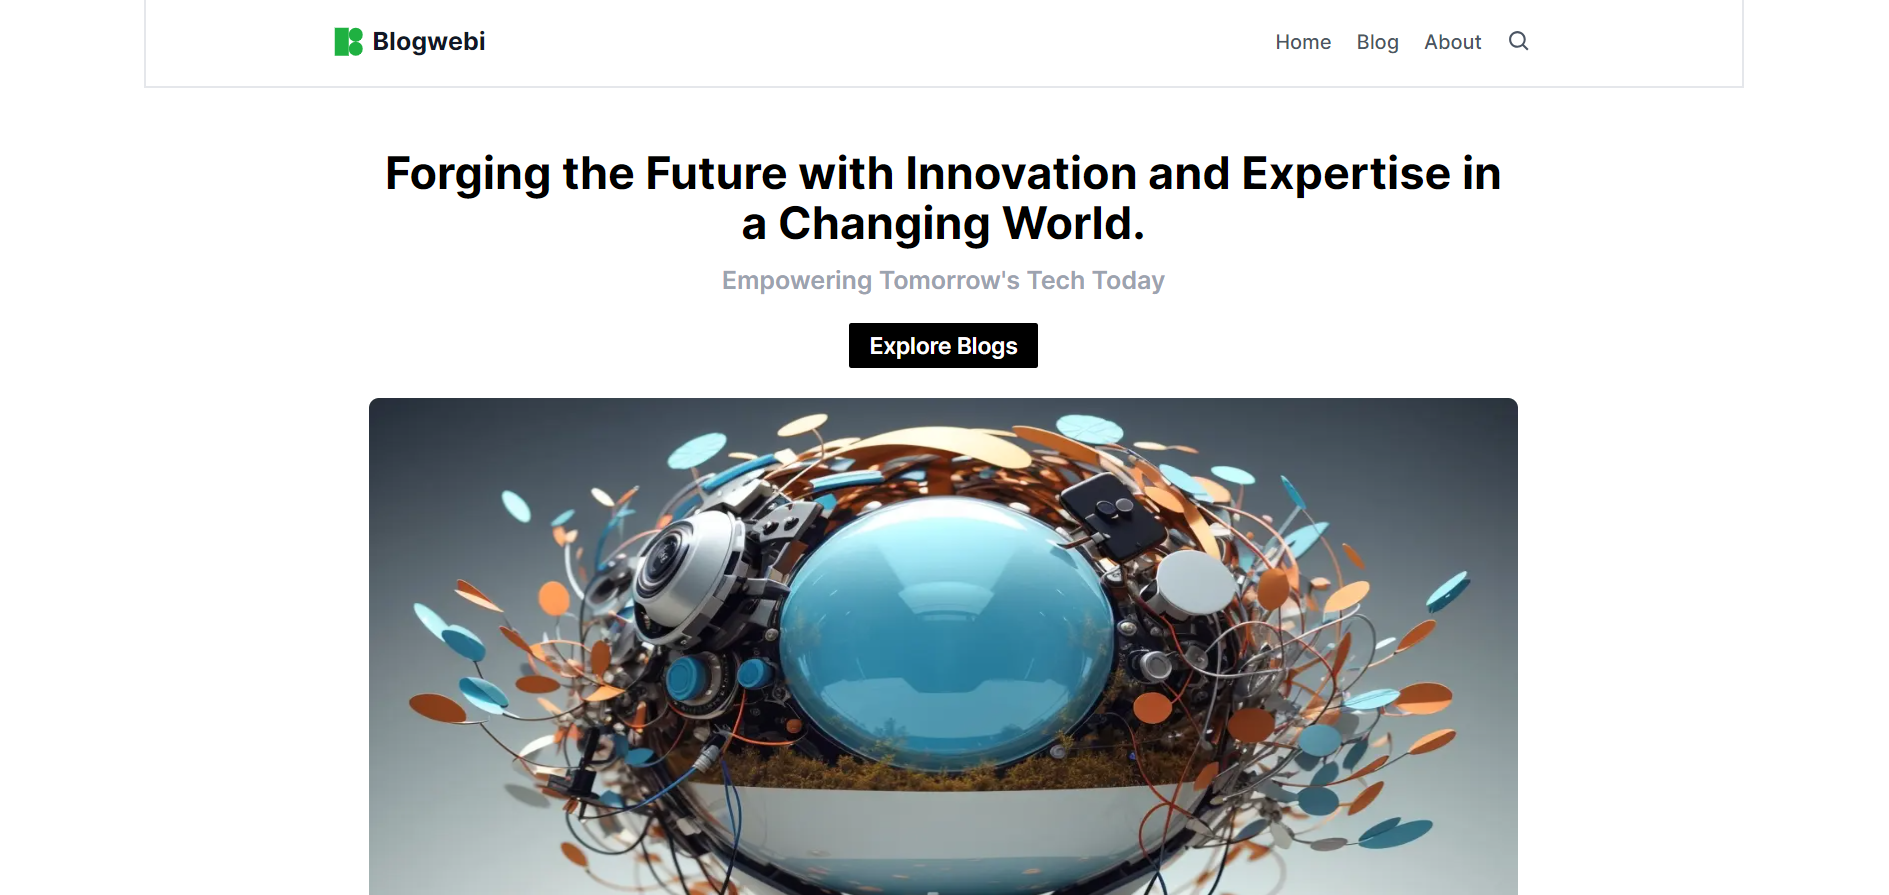 Blogwebi
Home Blog About
Forging the Future with Innovation and Expertise in
a Changing World.
Empowering Tomorrow's Tech Today
Explore Blogs